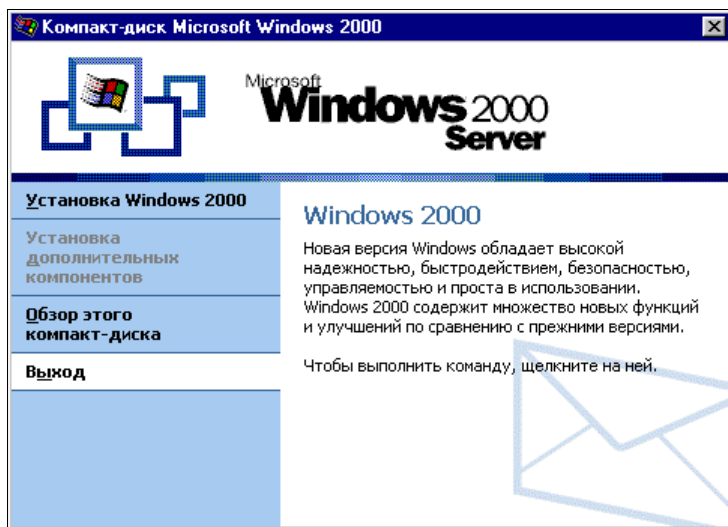 Компакт-диск Microsoft Windows 2000
Microsoft
Windows 2000
Server
Установка Windows 2000
Установка
дополнительных
компонентов
Обзор этого
компакт-диска
Выход
Windows 2000
Новая версия Windows обладает высокой
надежностью, быстродействием, безопасностью,
управляемостью и проста в использовании.
Windows 2000 содержит множество новых функций
и улучшений по сравнению с прежними версиями.
Чтобы выполнить команду, щелкните на ней.